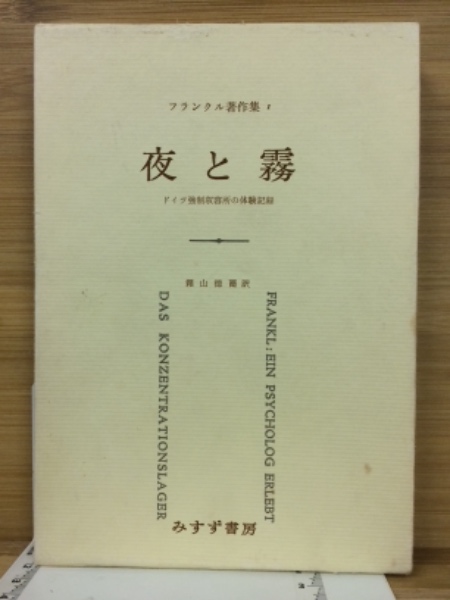 フランクル著作集 1
夜と霧
ドイツ強制収容所の体験記録
霜山徳爾訳
FRANKL: EIN PSYCHOLOG ERLEBT
DAS KONZENTRATIONSLAGER
みすず書房